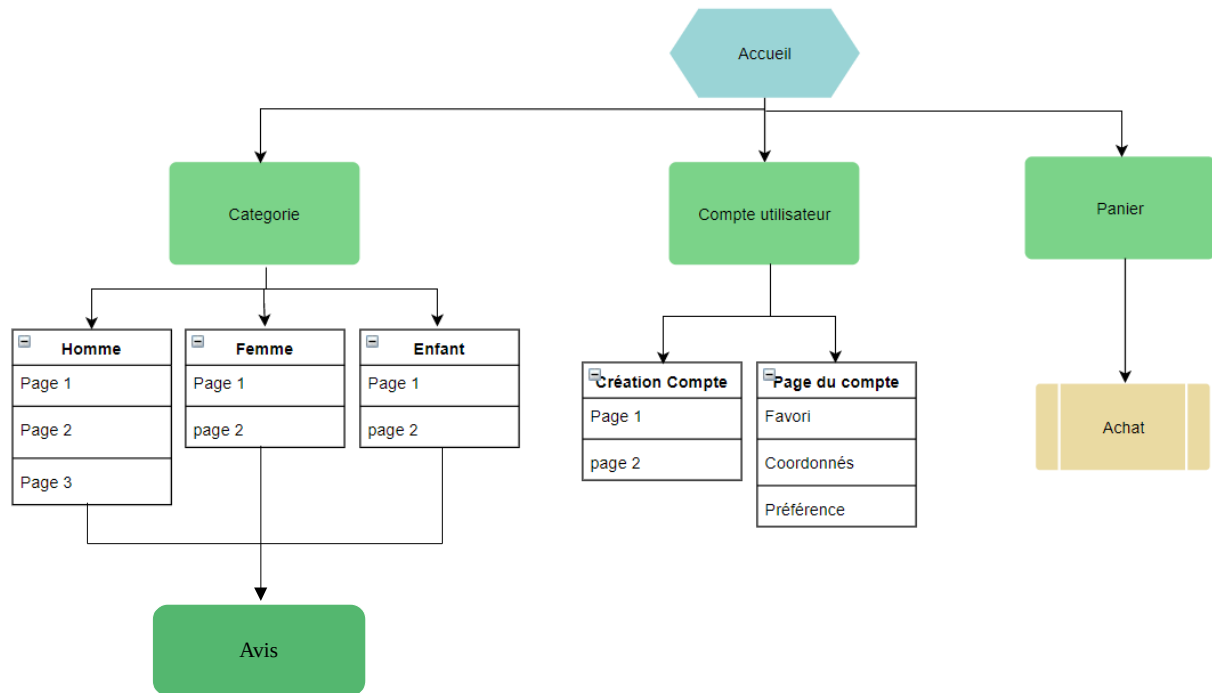 Accueil
Categorie
Compte utilisateur
Panier
Homme
Page 1
Page 2
Page 3
Femme
Page 1
page 2
Enfant
Page 1
page 2
Création Compte
Page 1
page 2
Page du compte
Favori
Coordonnés
Préférence
Achat
Avis